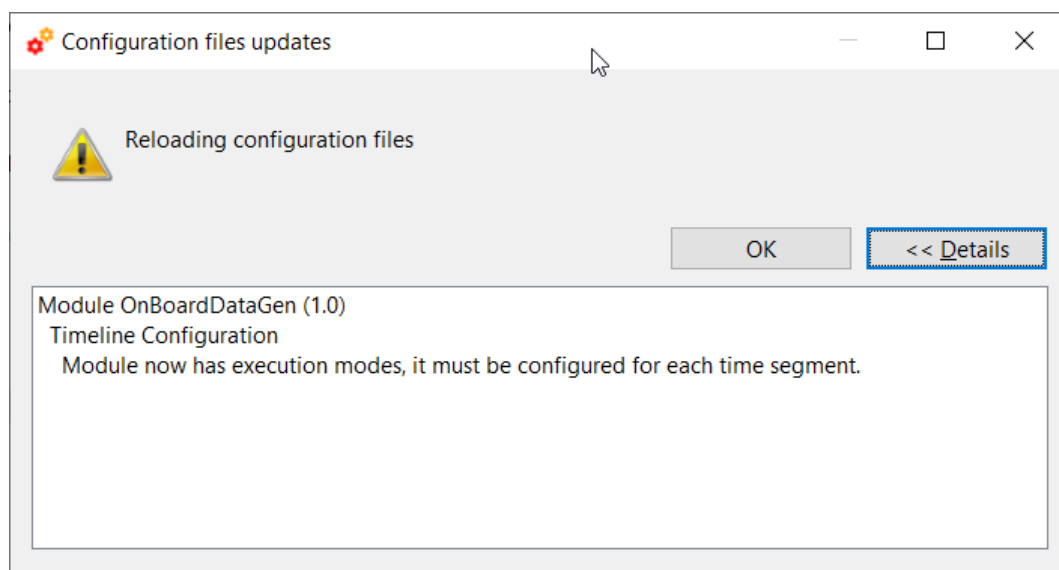 Configuration files updates
Reloading configuration files
OK
<< Details
Module OnBoardDataGen (1.0)
Timeline Configuration
Module now has execution modes, it must be configured for each time segment.